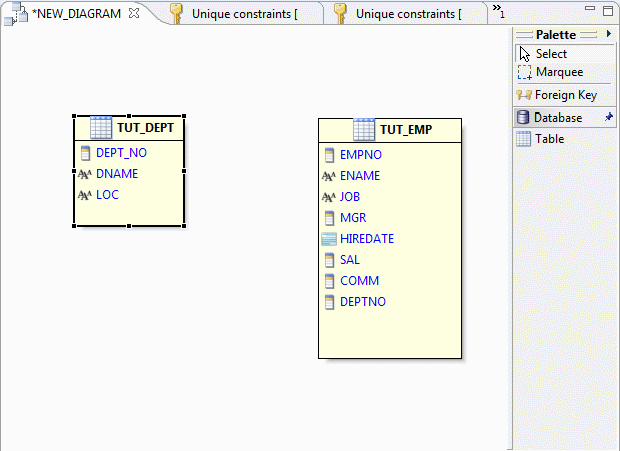 *NEW_DIAGRAM
Unique constraints [
Unique constraints [
»1
Palette
Select
Marquee
Foreign Key
Database
Table
TUT_DEPT
DEPT_NO
DNAME
LOC
TUT_EMP
EMPNO
ENAME
JOB
MGR
HIREDATE
SAL
COMM
DEPTNO